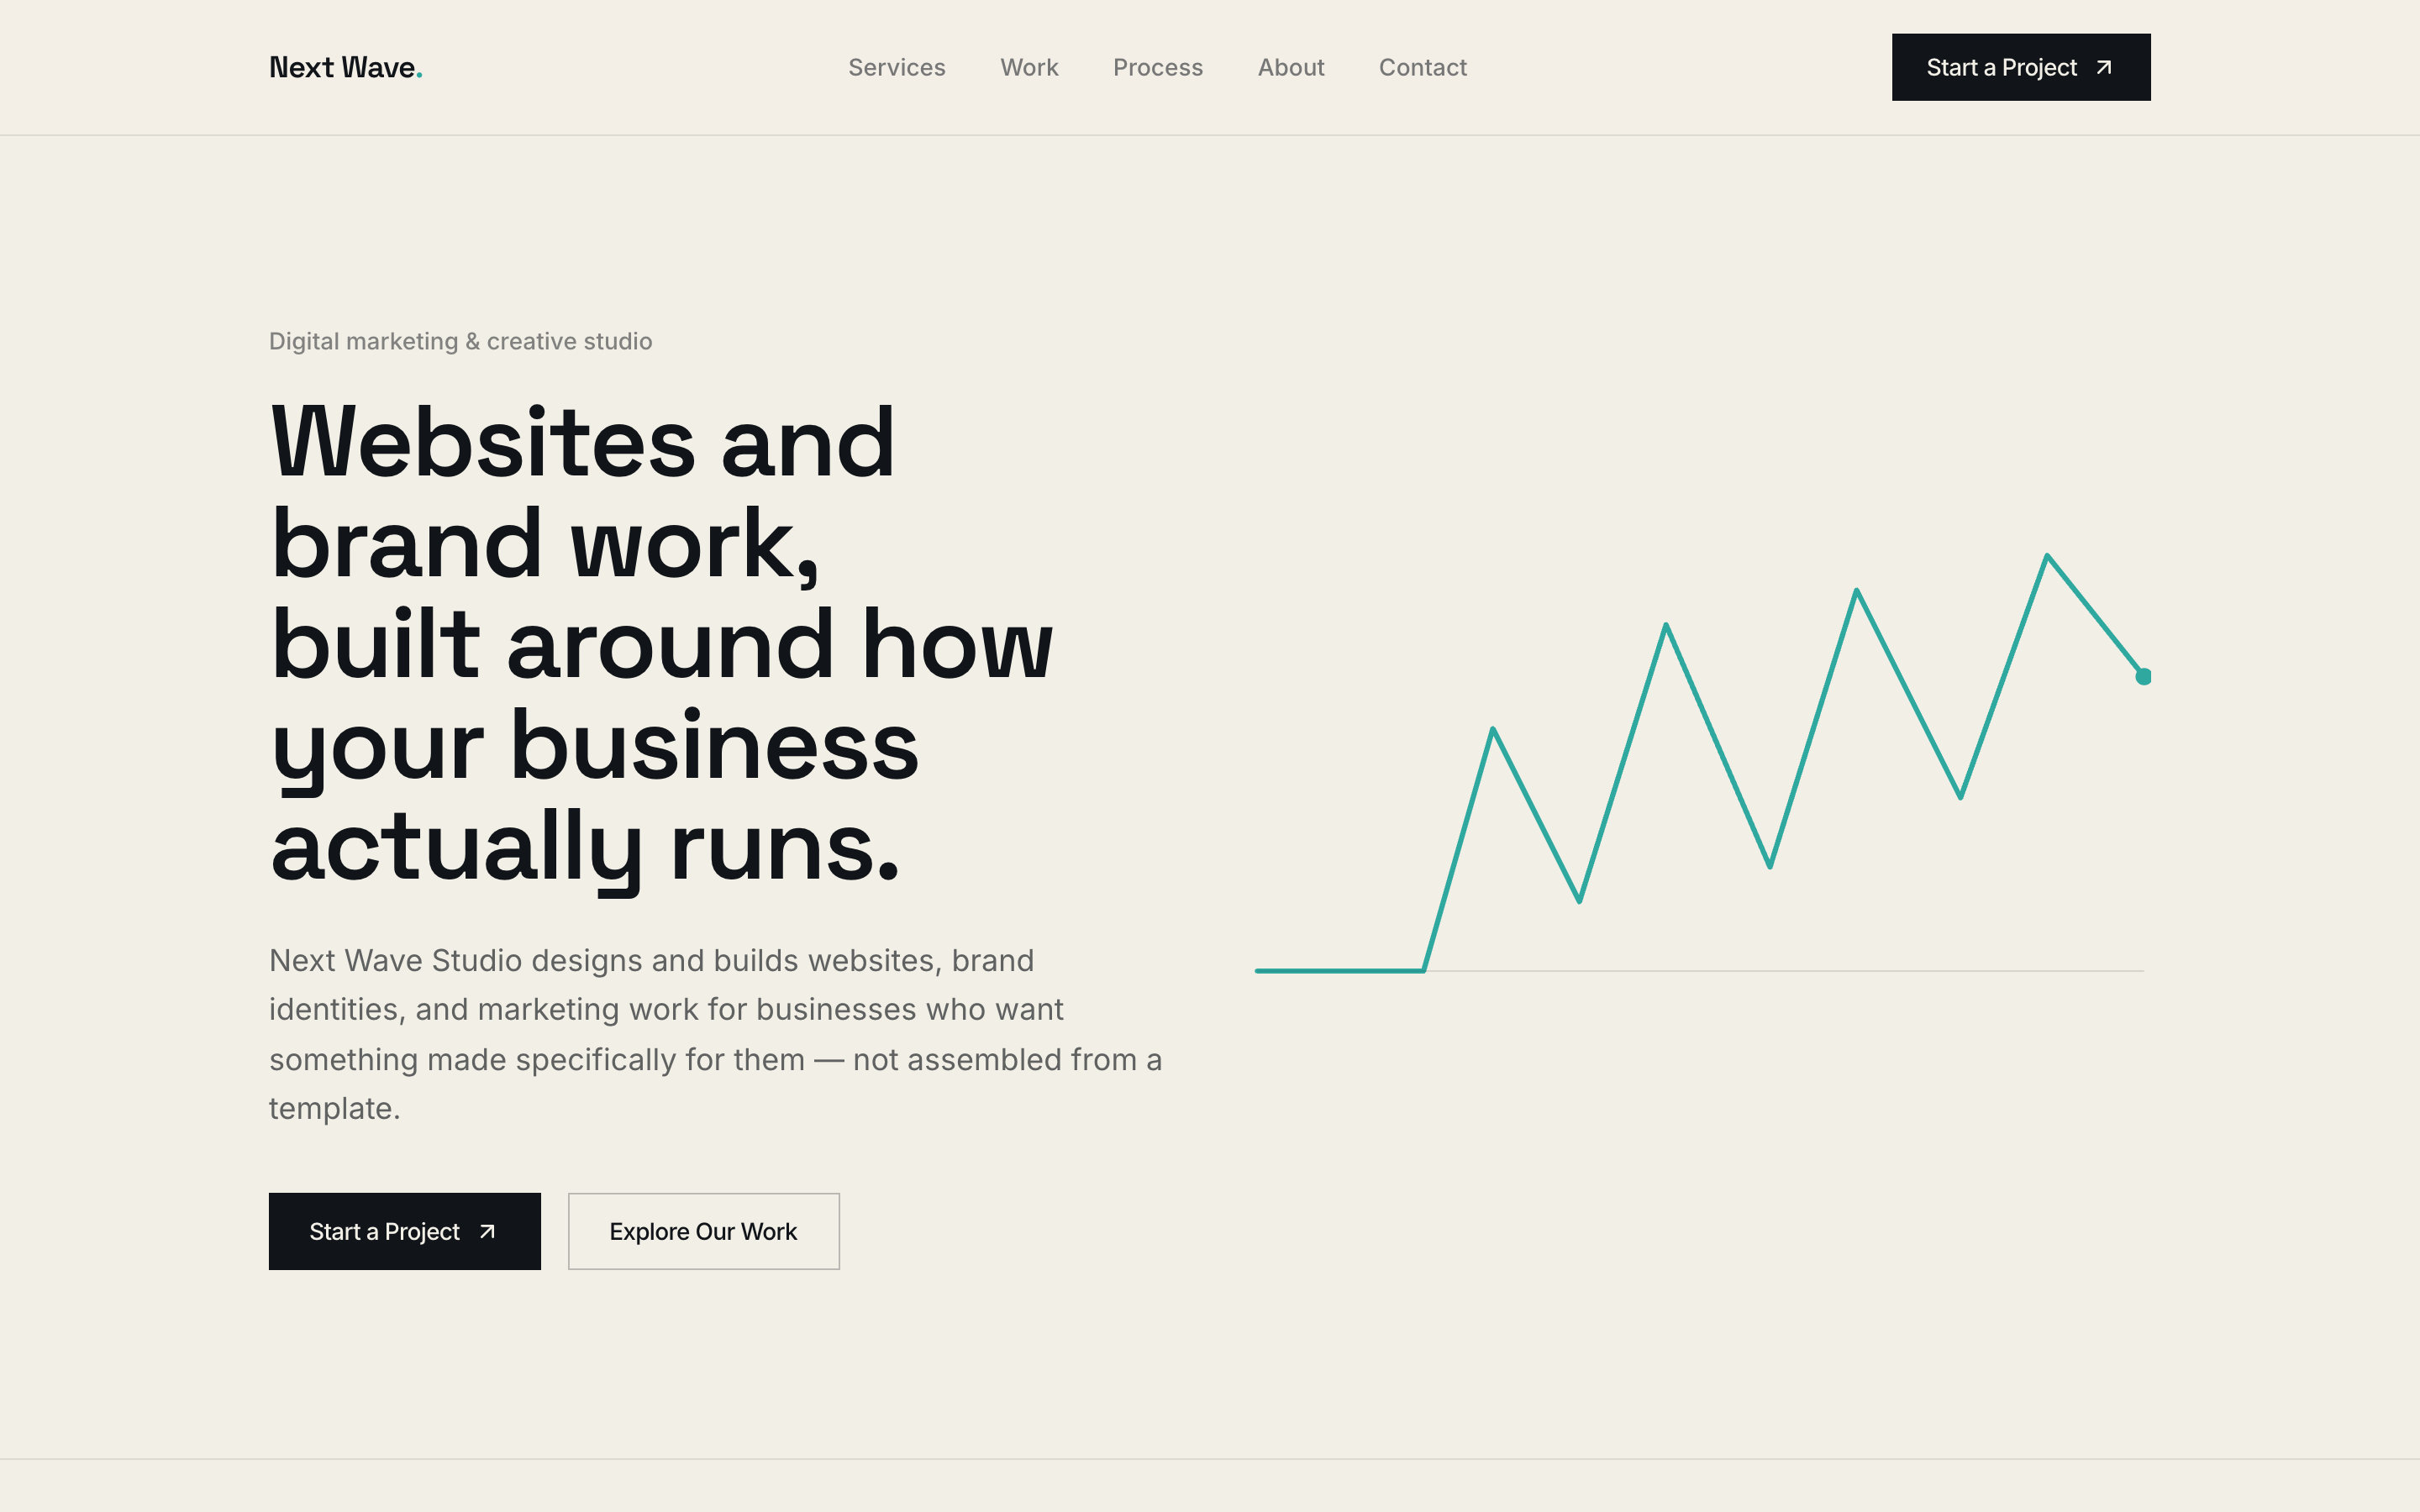 Next Wave.
Services
Work
Process
About
Contact
Start a Project
Digital marketing & creative studio
Websites and
brand work,
built around how
your business
actually runs.
Next Wave Studio designs and builds websites, brand
identities, and marketing work for businesses who want
something made specifically for them — not assembled from a
template.
Start a Project
Explore Our Work